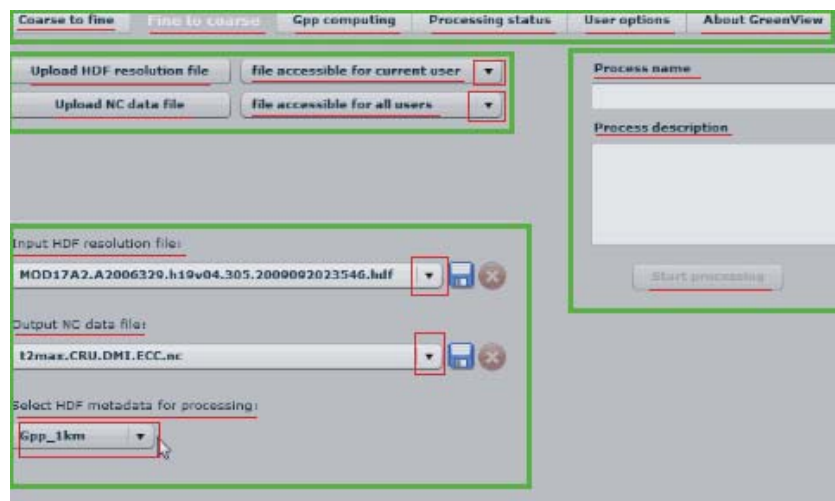 Coarse to fine Fine to coarse Gpp computing Processing status User options About GreenView
Upload HDF resolution file file accessible for current user
Upload NC data file file accessible for all users
Process name
Process description
Start processing
Input HDF resolution file:
MOD17A2.A2006329.h19v04.305.2009092023546.hdf
Output NC data file:
t2max.CRU.DMI.ECC.nc
Select HDF metadata for processing:
Gpp_1km